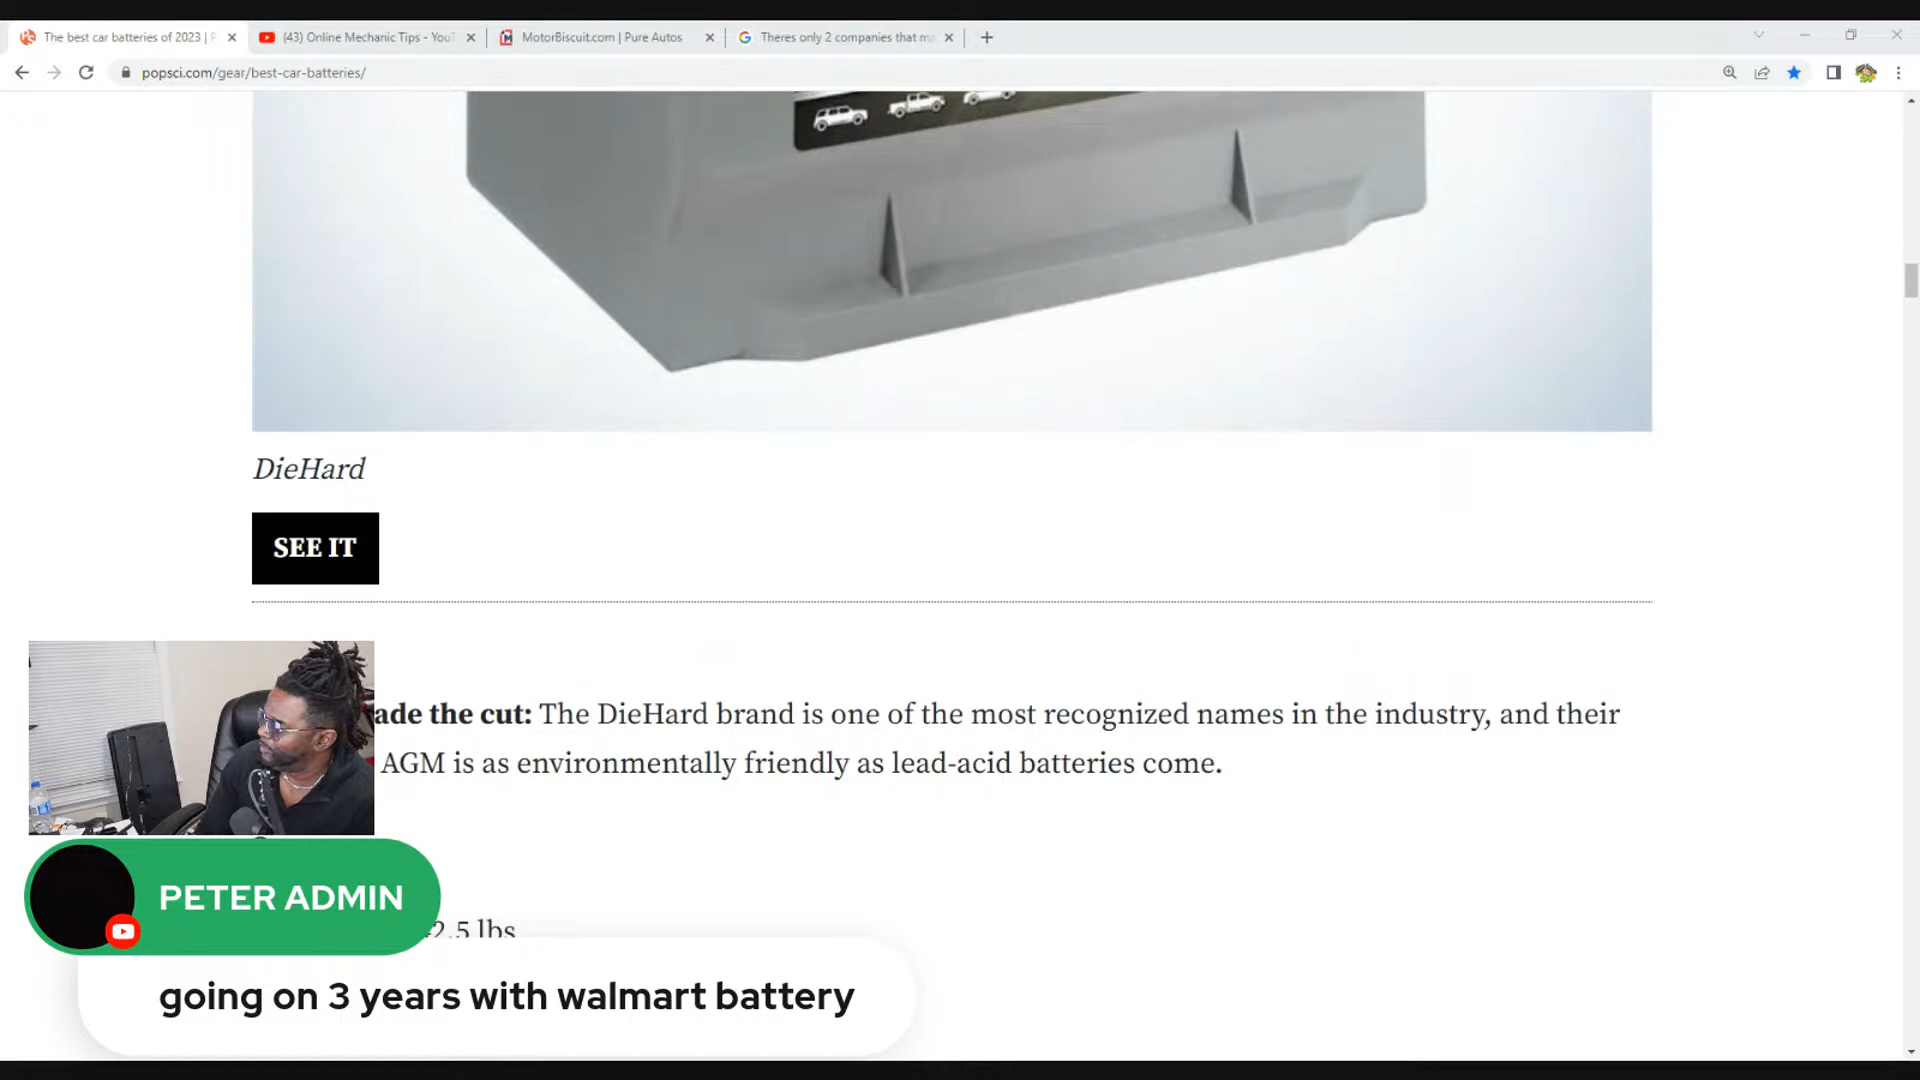 The best car batteries of 2023 | P
(43) Online Mechanic Tips - YouT
MotorBiscuit.com | Pure Autos
Theres only 2 companies that ma
popsci.com/gear/best-car-batteries/
DieHard
SEE IT
ade the cut: The DieHard brand is one of the most recognized names in the industry, and their
AGM is as environmentally friendly as lead-acid batteries come.
PETER ADMIN
2.5 lbs
going on 3 years with walmart battery